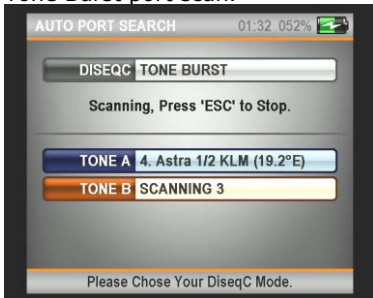 AUTO PORT SEARCH 01:32 052%
DISEQC TONE BURST
Scanning, Press 'ESC' to Stop.
TONE A 4. Astra 1/2 KLM (19.2°E)
TONE B SCANNING 3
Please Chose Your DiseqC Mode.